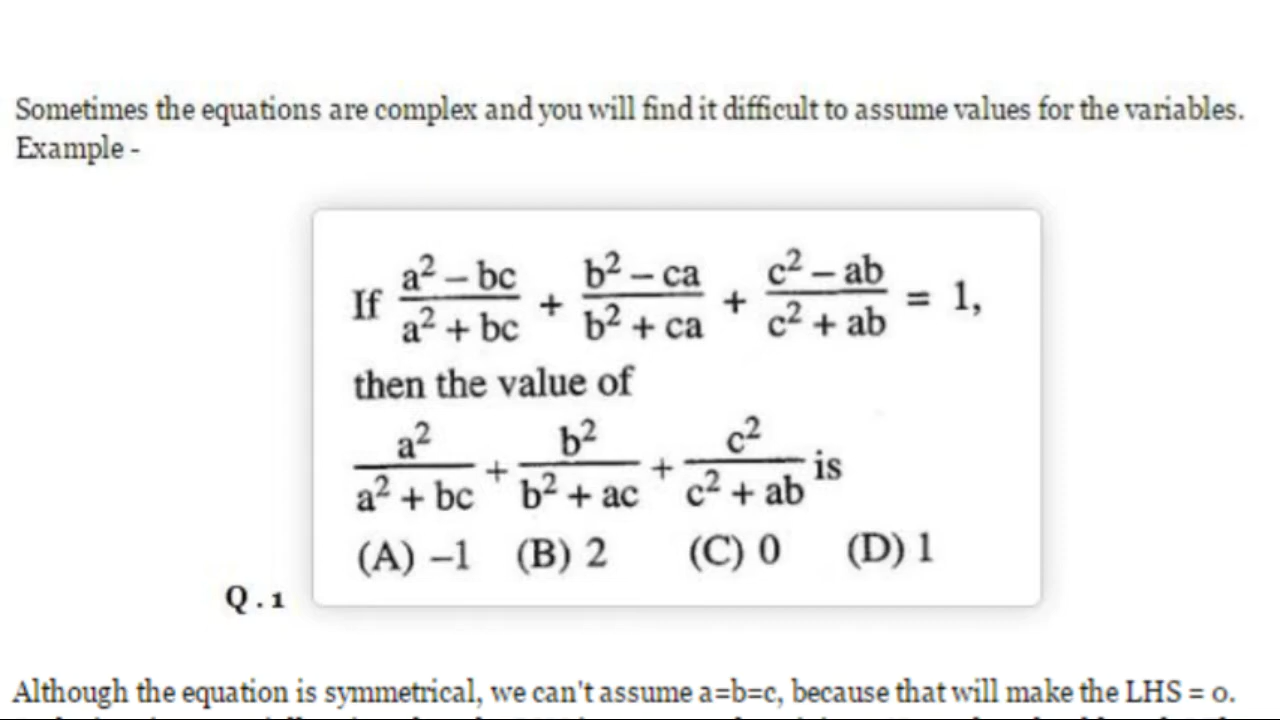 Sometimes the equations are complex and you will find it difficult to assume values for the variables.
Example -
If (a² – bc)/(a² + bc) + (b² – ca)/(b² + ca) + (c² – ab)/(c² + ab) = 1,
then the value of
a²/(a² + bc) + b²/(b² + ac) + c²/(c² + ab) is
(A) –1 (B) 2 (C) 0 (D) 1
Q . 1
Although the equation is symmetrical, we can't assume a=b=c, because that will make the LHS = 0.